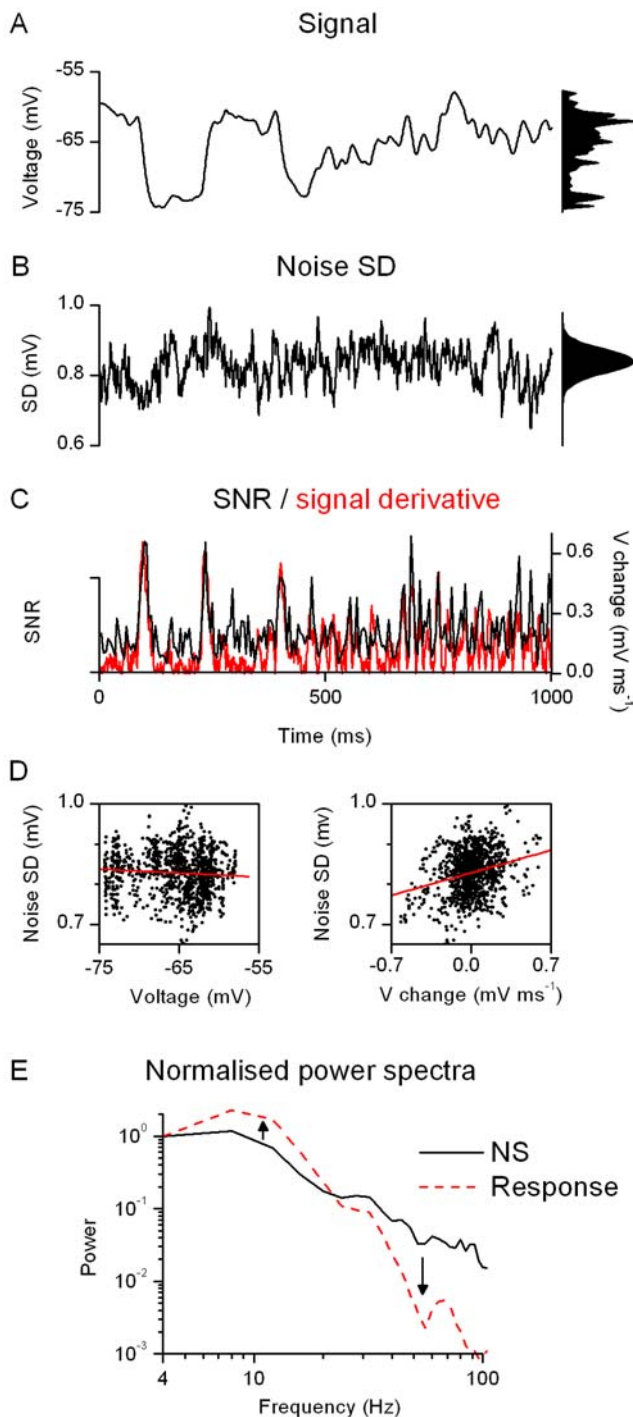 A
Signal
Voltage (mV)
-55
-65
-75
B
Noise SD
SD (mV)
1.0
0.8
0.6
C
SNR / signal derivative
SNR
V change (mV ms⁻¹)
0.6
0.3
0.0
0
500
1000
Time (ms)
D
Noise SD (mv)
1.0
0.7
-75
-65
-55
Voltage (mV)
Noise SD (mv)
1.0
0.7
-0.7
0.0
0.7
V change (mV ms⁻¹)
E
Normalised power spectra
NS
Response
Power
10⁰
10⁻¹
10⁻²
10⁻³
4
10
100
Frequency (Hz)